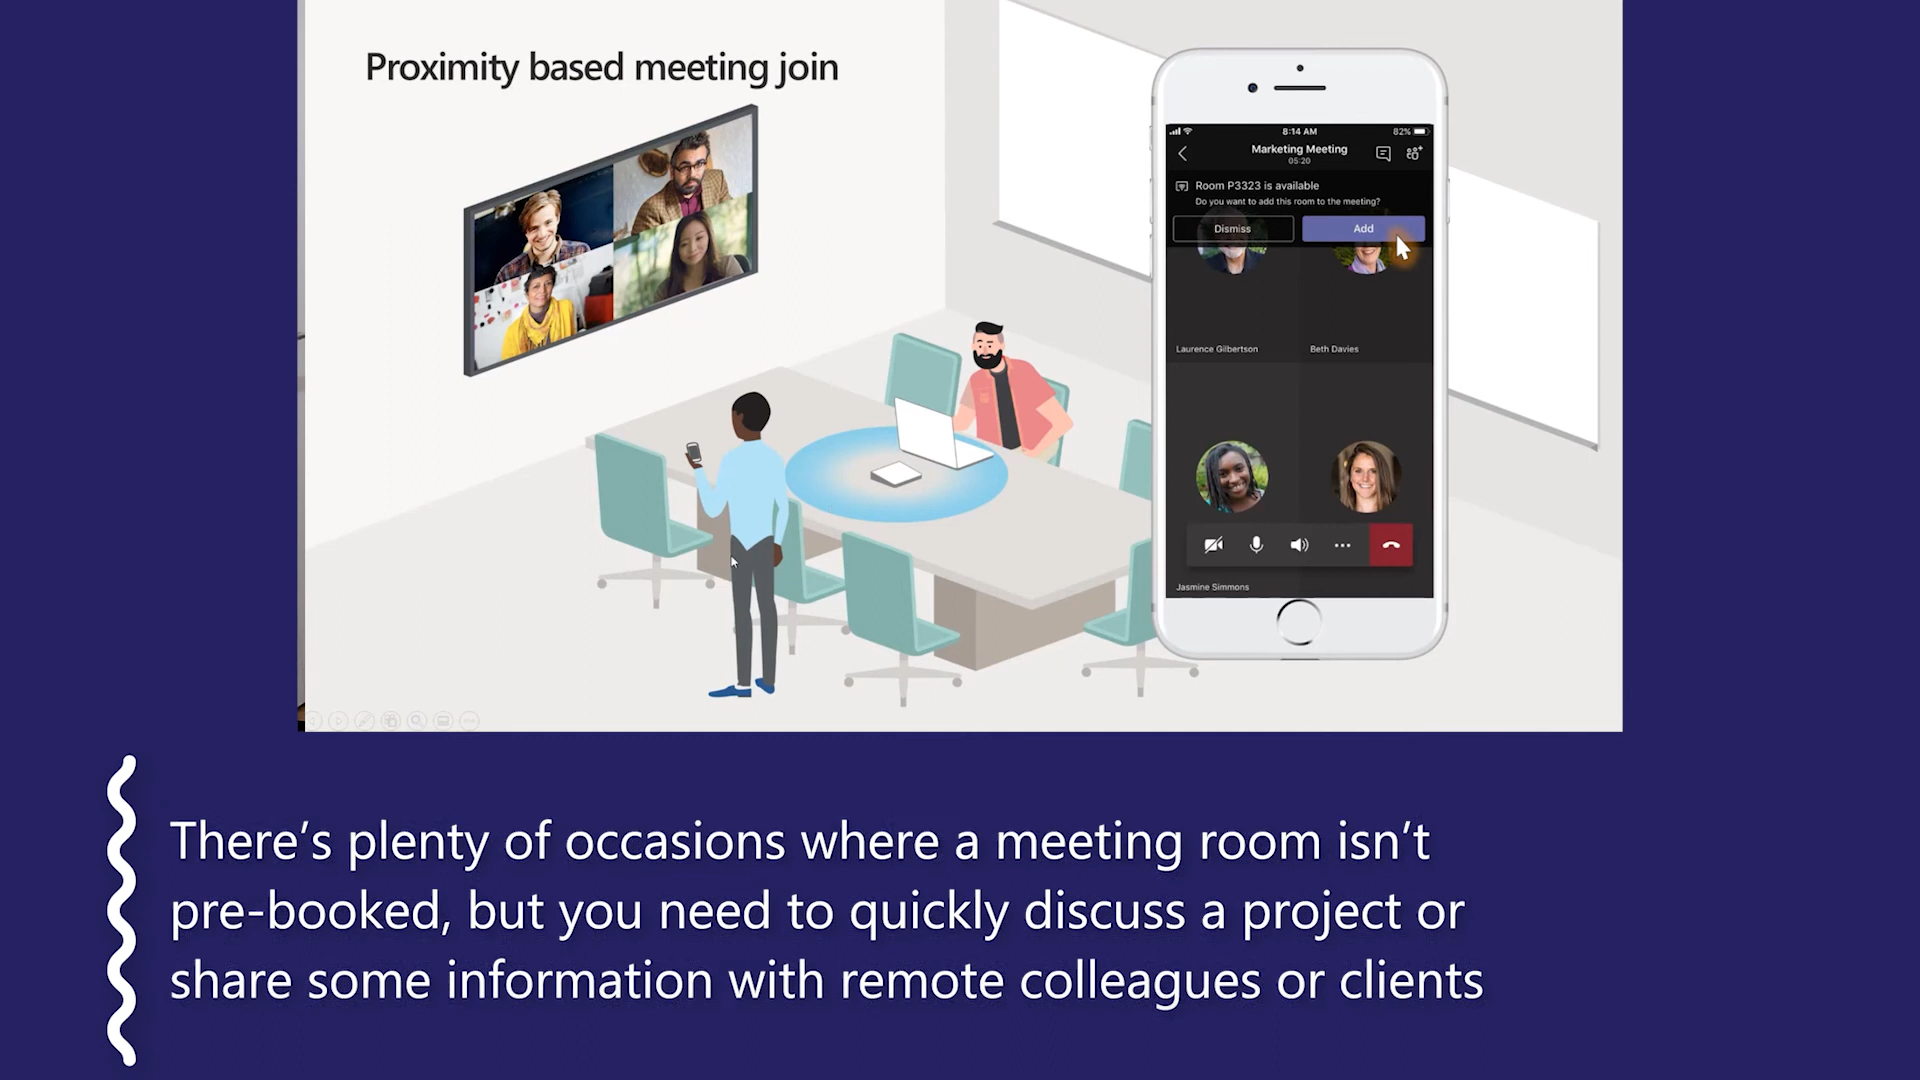 Proximity based meeting join
8:14 AM
82%
Marketing Meeting
05:20
Room P3323 is available
Do you want to add this room to the meeting?
Dismiss
Add
Laurence Gilbertson
Beth Davies
Jasmine Simmons
There's plenty of occasions where a meeting room isn't
pre-booked, but you need to quickly discuss a project or
share some information with remote colleagues or clients